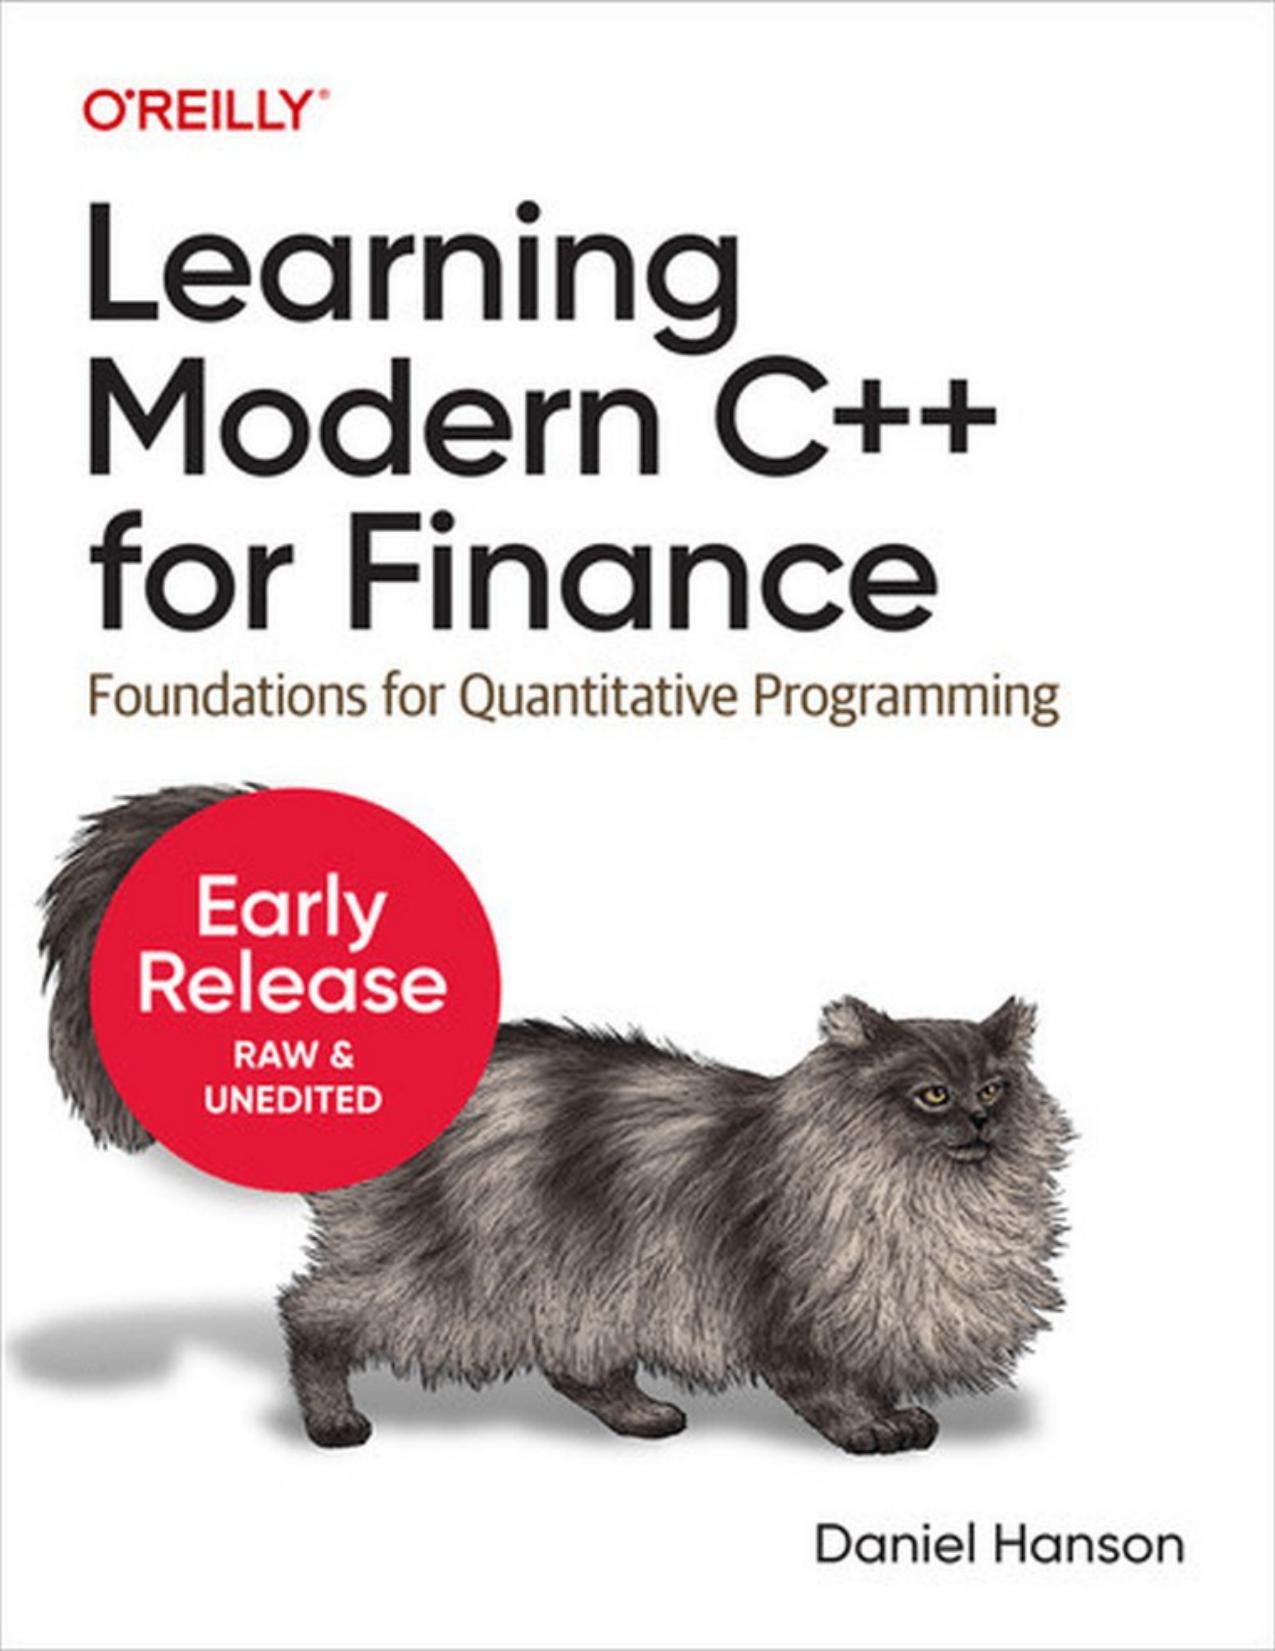 O'REILLY®
Learning
Modern C++
for Finance
Foundations for Quantitative Programming
Early
Release
RAW &
UNEDITED
Daniel Hanson